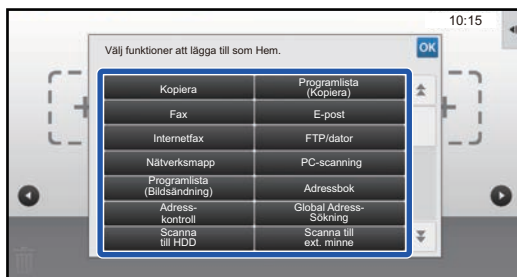 10:15
Välj funktioner att lägga till som Hem.
OK
Kopiera
Programlista
(Kopiera)
Fax
E-post
Internetfax
FTP/dator
Nätverksmapp
PC-scanning
Programlista
(Bildsändning)
Adressbok
Adress-
kontroll
Global Adress-
Sökning
Scanna
till HDD
Scanna till
ext. minne